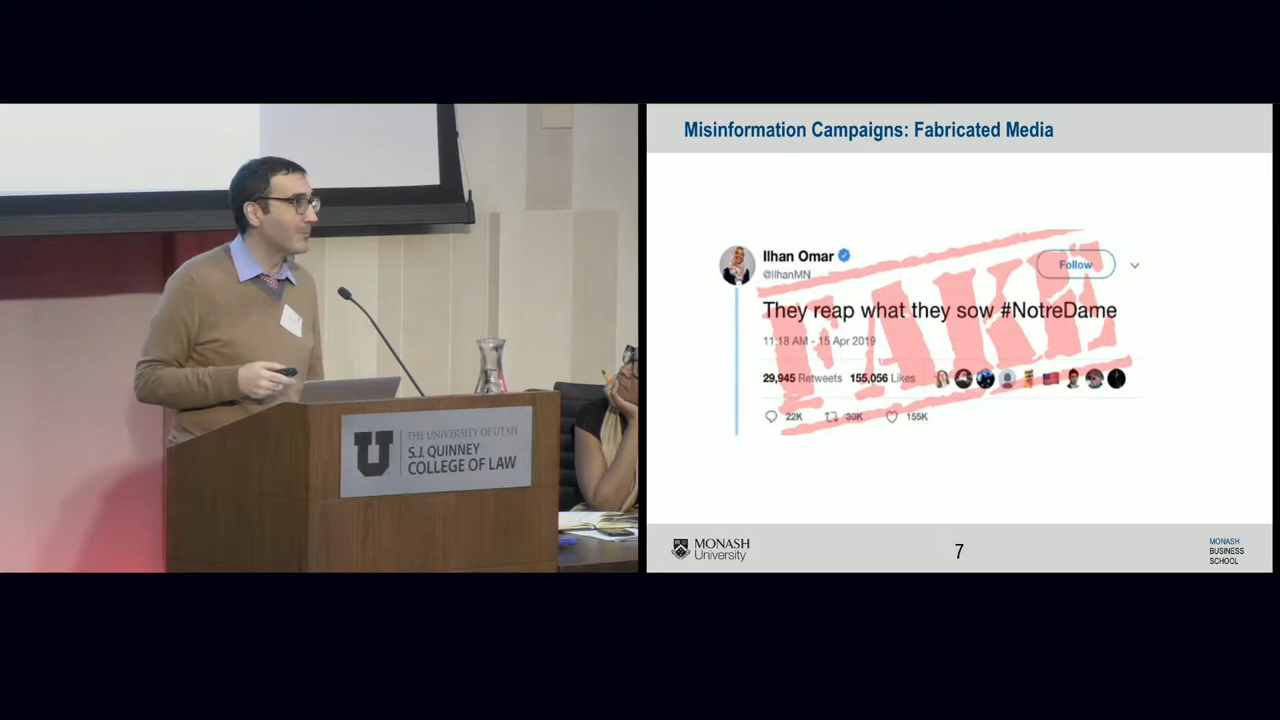 THE UNIVERSITY OF UTAH
S.J. QUINNEY
COLLEGE OF LAW
Misinformation Campaigns: Fabricated Media
Ilhan Omar
@IlhanMN
Follow
They reap what they sow #NotreDame
11:18 AM - 15 Apr 2019
29,945 Retweets 155,056 Likes
22K 30K 155K
FAKE
MONASH
University
7
MONASH
BUSINESS
SCHOOL